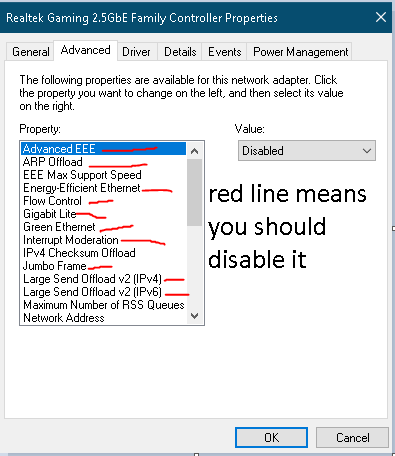 Realtek Gaming 2.5GbE Family Controller Properties
General Advanced Driver Details Events Power Management
The following properties are available for this network adapter. Click
the property you want to change on the left, and then select its value
on the right.
Property:
Value:
Advanced EEE
ARP Offload
EEE Max Support Speed
Energy-Efficient Ethernet
Flow Control
Gigabit Lite
Green Ethernet
Interrupt Moderation
IPv4 Checksum Offload
Jumbo Frame
Large Send Offload v2 (IPv4)
Large Send Offload v2 (IPv6)
Maximum Number of RSS Queues
Network Address
Disabled
red line means
you should
disable it
OK
Cancel